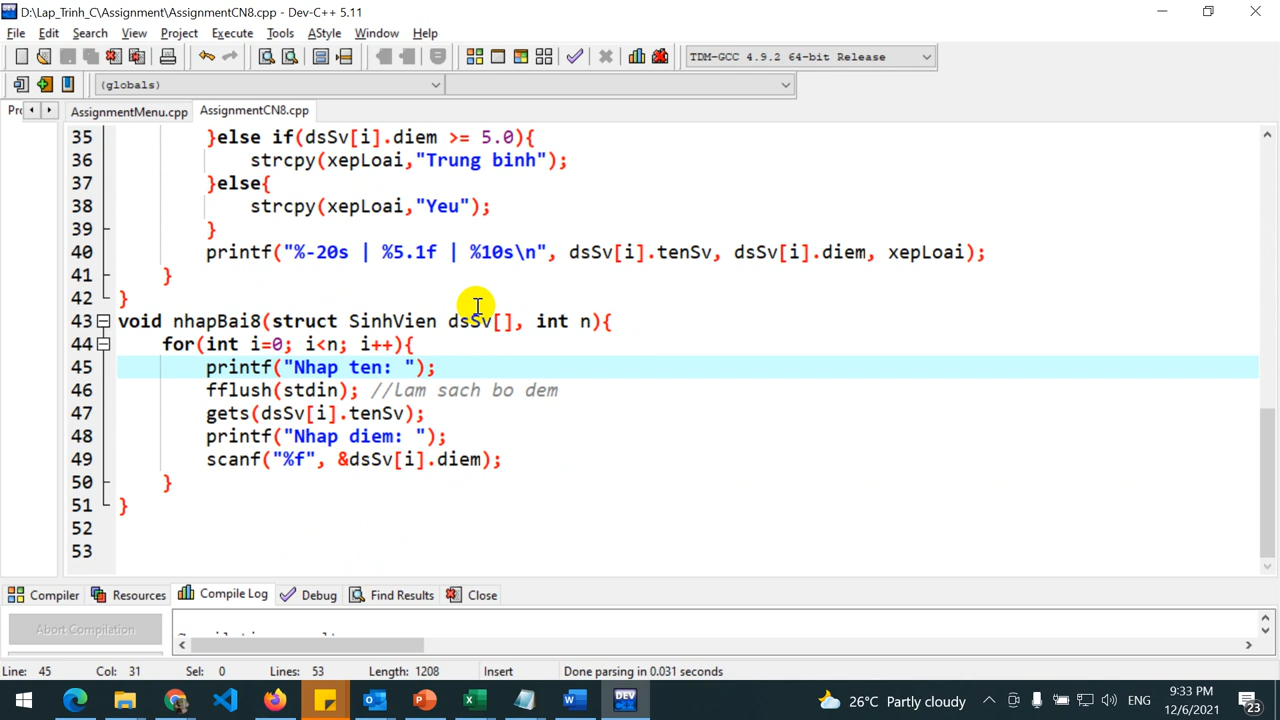 D:\Lap_Trinh_C\Assignment\AssignmentCN8.cpp - Dev-C++ 5.11
File Edit Search View Project Execute Tools AStyle Window Help
TDM-GCC 4.9.2 64-bit Release
(globals)
AssignmentMenu.cpp AssignmentCN8.cpp
35 }else if(dsSv[i].diem >= 5.0){
36 strcpy(xepLoai,"Trung binh");
37 }else{
38 strcpy(xepLoai,"Yeu");
39 }
40 printf("%-20s | %5.1f | %10s\n", dsSv[i].tenSv, dsSv[i].diem, xepLoai);
41 }
42 }
43 void nhapBai8(struct SinhVien dsSv[], int n){
44 for(int i=0; i<n; i++){
45 printf("Nhap ten: ");
46 fflush(stdin); //lam sach bo dem
47 gets(dsSv[i].tenSv);
48 printf("Nhap diem: ");
49 scanf("%f", &dsSv[i].diem);
50 }
51 }
52
53
Compiler Resources Compile Log Debug Find Results Close
Abort Compilation
Line: 45 Col: 31 Sel: 0 Lines: 53 Length: 1208 Insert Done parsing in 0.031 seconds
DEV 26°C Partly cloudy ENG 9:33 PM
12/6/2021 23